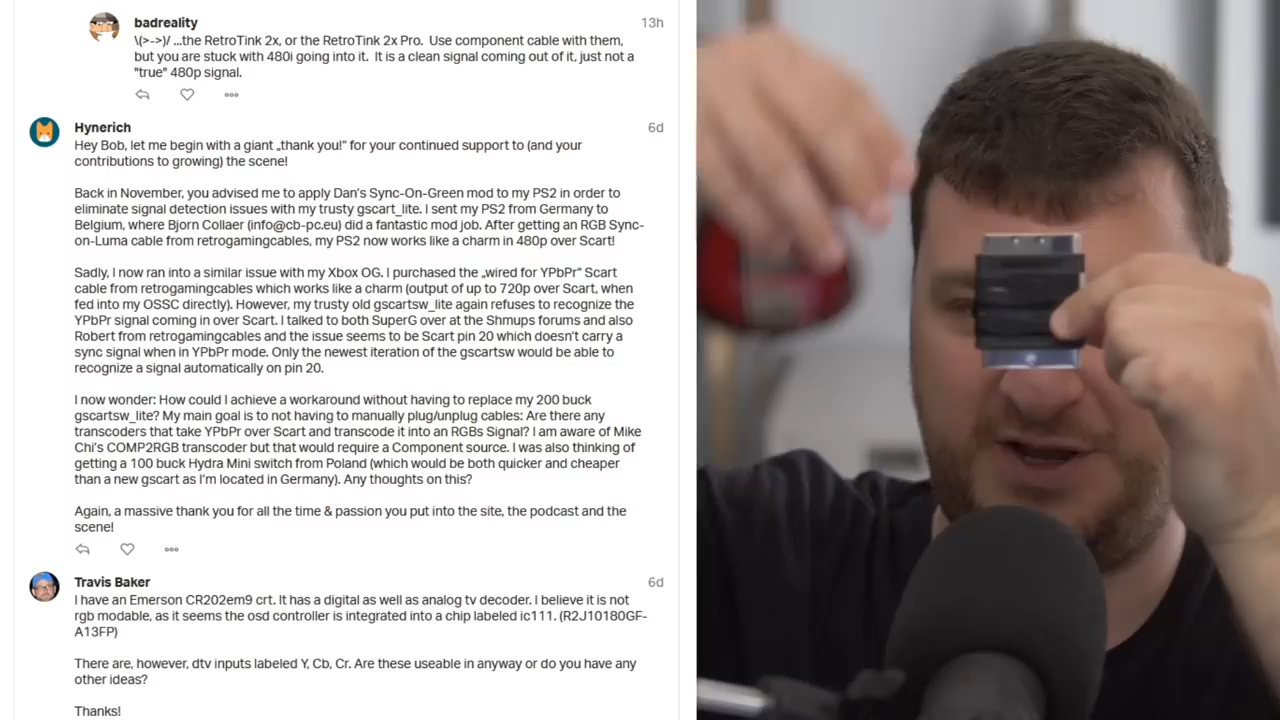 badreality
13h
\(>->)/ ...the RetroTink 2x, or the RetroTink 2x Pro.  Use component cable with them,
but you are stuck with 480i going into it.  It is a clean signal coming out of it, just not a
"true" 480p signal.
Hynerich
6d
Hey Bob, let me begin with a giant „thank you!“ for your continued support to (and your
contributions to growing) the scene!
Back in November, you advised me to apply Dan’s Sync-On-Green mod to my PS2 in order to
eliminate signal detection issues with my trusty gscart_lite. I sent my PS2 from Germany to
Belgium, where Bjorn Collaer (info@cb-pc.eu) did a fantastic mod job. After getting an RGB Sync-
on-Luma cable from retrogamingcables, my PS2 now works like a charm in 480p over Scart!
Sadly, I now ran into a similar issue with my Xbox OG. I purchased the „wired for YPbPr“ Scart
cable from retrogamingcables which works like a charm (output of up to 720p over Scart, when
fed into my OSSC directly). However, my trusty old gscartsw_lite again refuses to recognize the
YPbPr signal coming in over Scart. I talked to both SuperG over at the Shmups forums and also
Robert from retrogamingcables and the issue seems to be Scart pin 20 which doesn’t carry a
sync signal when in YPbPr mode. Only the newest iteration of the gscartsw would be able to
recognize a signal automatically on pin 20.
I now wonder: How could I achieve a workaround without having to replace my 200 buck
gscartsw_lite? My main goal is to not having to manually plug/unplug cables: Are there any
transcoders that take YPbPr over Scart and transcode it into an RGBs Signal? I am aware of Mike
Chi’s COMP2RGB transcoder but that would require a Component source. I was also thinking of
getting a 100 buck Hydra Mini switch from Poland (which would be both quicker and cheaper
than a new gscart as I’m located in Germany). Any thoughts on this?
Again, a massive thank you for all the time & passion you put into the site, the podcast and the
scene!
Travis Baker
6d
I have an Emerson CR202em9 crt. It has a digital as well as analog tv decoder. I believe it is not
rgb modable, as it seems the osd controller is integrated into a chip labeled ic111. (R2J10180GF-
A13FP)
There are, however, dtv inputs labeled Y, Cb, Cr. Are these useable in anyway or do you have any
other ideas?
Thanks!